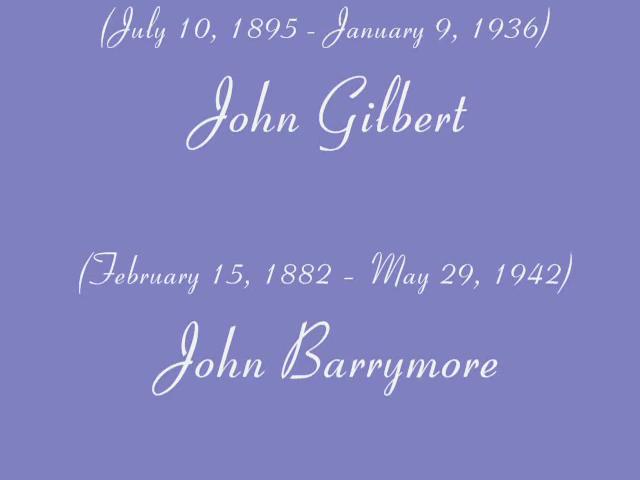 (July 10, 1895 - January 9, 1936)
John Gilbert
(February 15, 1882 - May 29, 1942)
John Barrymore